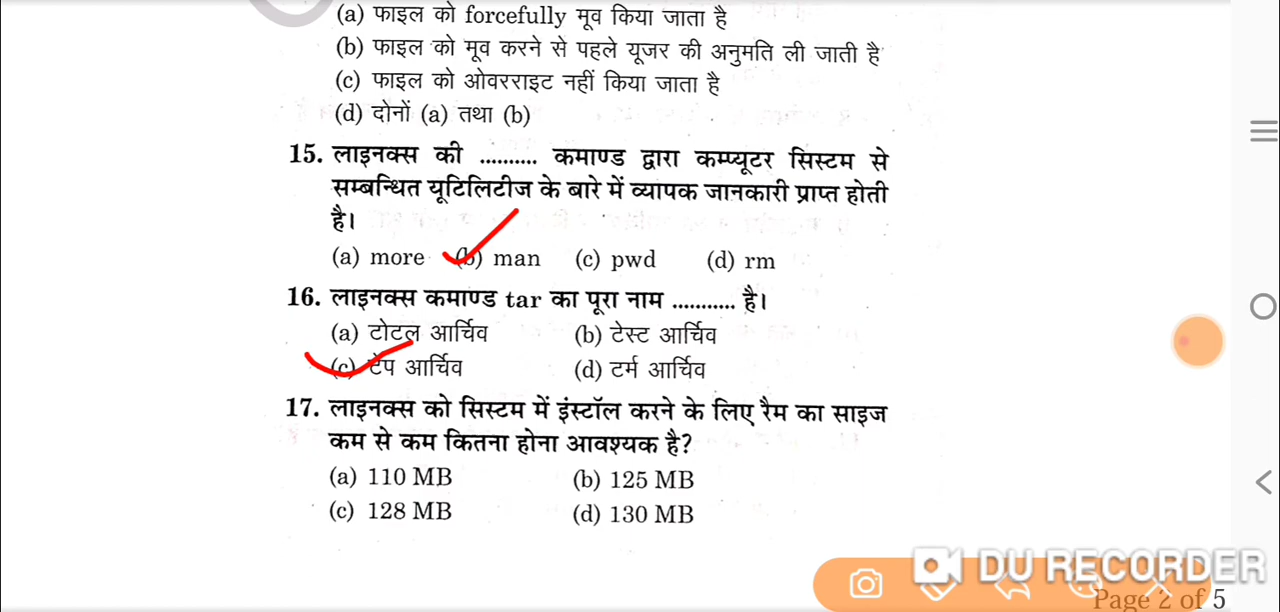 (a) फाइल को forcefully मूव किया जाता है
(b) फाइल को मूव करने से पहले यूजर की अनुमति ली जाती है
(c) फाइल को ओवरराइट नहीं किया जाता है
(d) दोनों (a) तथा (b)
15. लाइनक्स की .......... कमाण्ड द्वारा कम्प्यूटर सिस्टम से
सम्बन्धित यूटिलिटीज के बारे में व्यापक जानकारी प्राप्त होती
है।
(a) more (b) man (c) pwd (d) rm
16. लाइनक्स कमाण्ड tar का पूरा नाम ........... है।
(a) टोटल आर्चिव (b) टेस्ट आर्चिव
(c) टेप आर्चिव (d) टर्म आर्चिव
17. लाइनक्स को सिस्टम में इंस्टॉल करने के लिए रैम का साइज
कम से कम कितना होना आवश्यक है?
(a) 110 MB (b) 125 MB
(c) 128 MB (d) 130 MB
DU RECORDER
Page 2 of 5